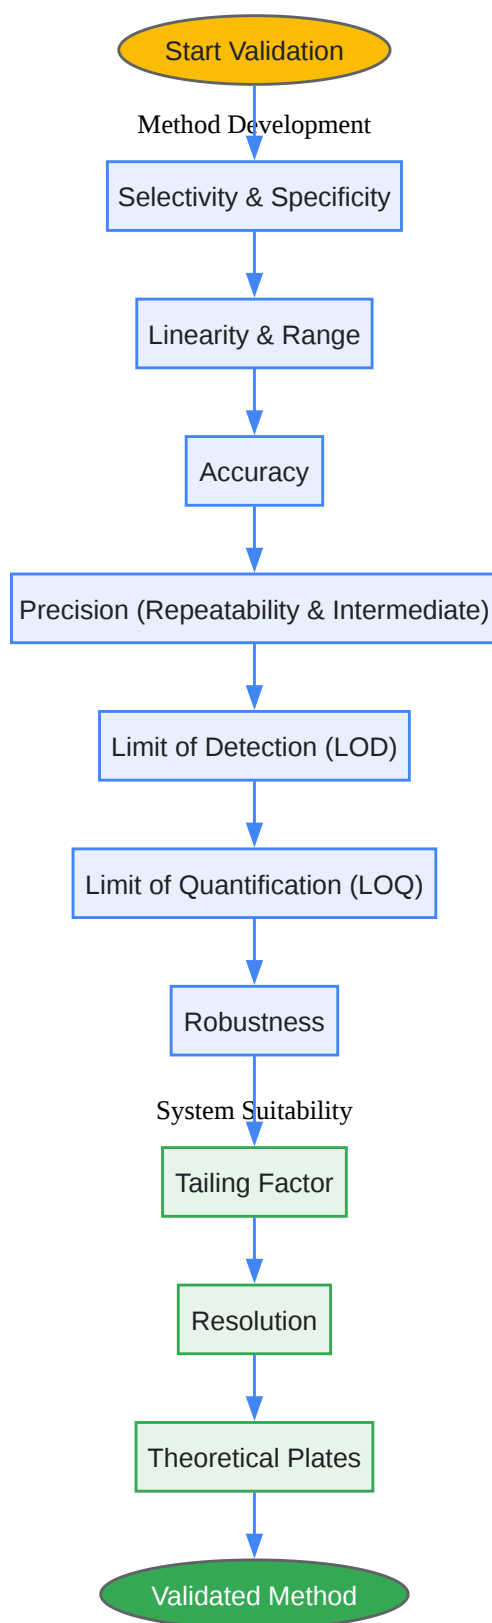 Start Validation
Method Development
Selectivity & Specificity
Linearity & Range
Accuracy
Precision (Repeatability & Intermediate)
Limit of Detection (LOD)
Limit of Quantification (LOQ)
Robustness
System Suitability
Tailing Factor
Resolution
Theoretical Plates
Validated Method